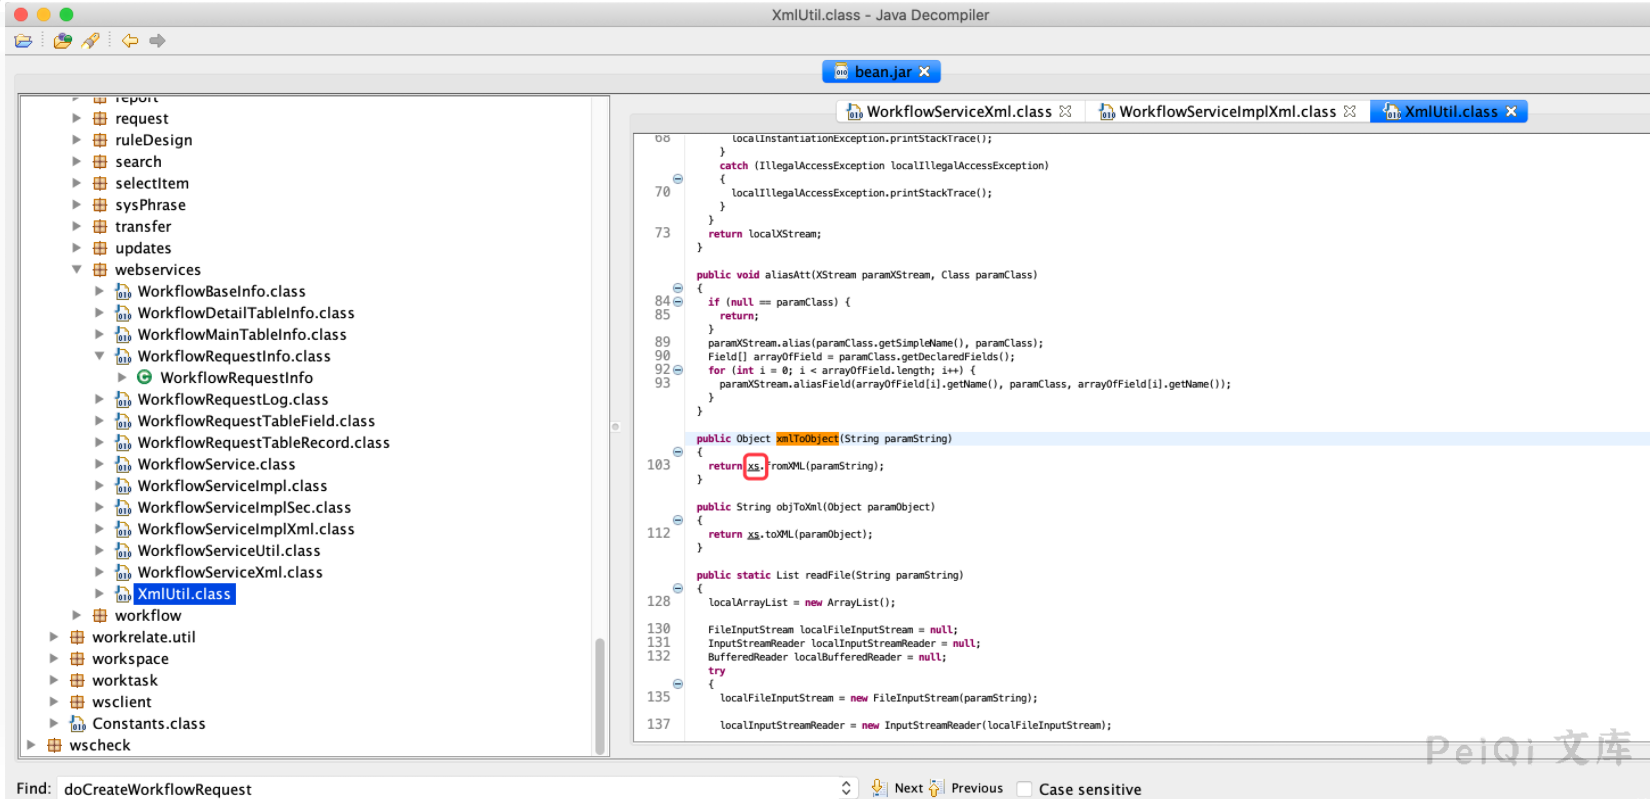 XmlUtil.class - Java Decompiler
bean.jar
report
request
ruleDesign
search
selectItem
sysPhrase
transfer
updates
webservices
WorkflowBaseInfo.class
WorkflowDetailTableInfo.class
WorkflowMainTableInfo.class
WorkflowRequestInfo.class
WorkflowRequestInfo
WorkflowRequestLog.class
WorkflowRequestTableField.class
WorkflowRequestTableRecord.class
WorkflowService.class
WorkflowServiceImpl.class
WorkflowServiceImplSec.class
WorkflowServiceImplXml.class
WorkflowServiceUtil.class
WorkflowServiceXml.class
XmlUtil.class
workflow
workrelate.util
workspace
worktask
wsclient
Constants.class
wscheck
WorkflowServiceXml.class WorkflowServiceImplXml.class XmlUtil.class
68 localInstantiationException.printStackTrace();
}
catch (IllegalAccessException localIllegalAccessException)
{
70 localIllegalAccessException.printStackTrace();
}
}
73 return localXStream;
}
public void aliasAtt(XStream paramXStream, Class paramClass)
{
84 if (null == paramClass) {
85 return;
}
89 paramXStream.alias(paramClass.getSimpleName(), paramClass);
90 Field[] arrayOfField = paramClass.getDeclaredFields();
92 for (int i = 0; i < arrayOfField.length; i++) {
93 paramXStream.aliasField(arrayOfField[i].getName(), paramClass, arrayOfField[i].getName());
}
}
public Object xmlToObject(String paramString)
{
103 return xs.fromXML(paramString);
}
public String objToXml(Object paramObject)
{
112 return xs.toXML(paramObject);
}
public static List readFile(String paramString)
{
128 localArrayList = new ArrayList();
130 FileInputStream localFileInputStream = null;
131 InputStreamReader localInputStreamReader = null;
132 BufferedReader localBufferedReader = null;
try
{
135 localFileInputStream = new FileInputStream(paramString);
137 localInputStreamReader = new InputStreamReader(localFileInputStream);
PeiQi 文库
Find: doCreateWorkflowRequest Next Previous Case sensitive